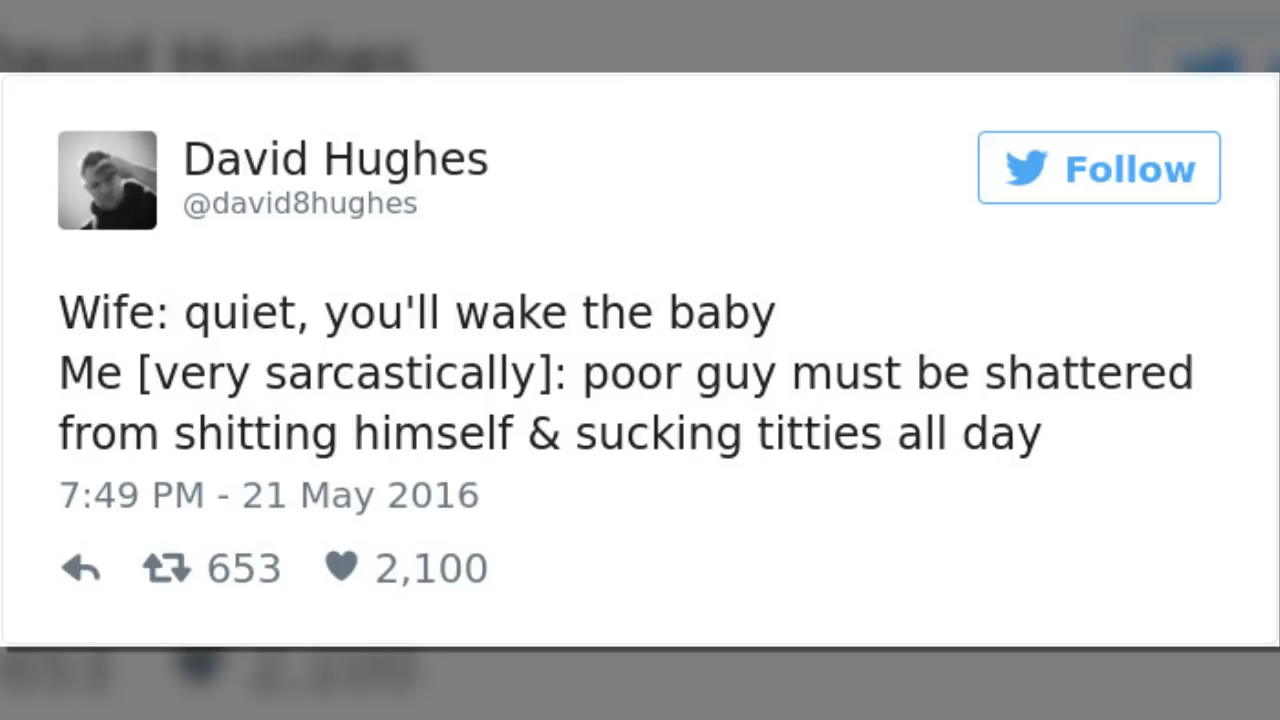 David Hughes
Follow
@david8hughes
Wife: quiet, you'll wake the baby
Me [very sarcastically]: poor guy must be shattered
from shitting himself & sucking titties all day
7:49 PM - 21 May 2016
653 2,100